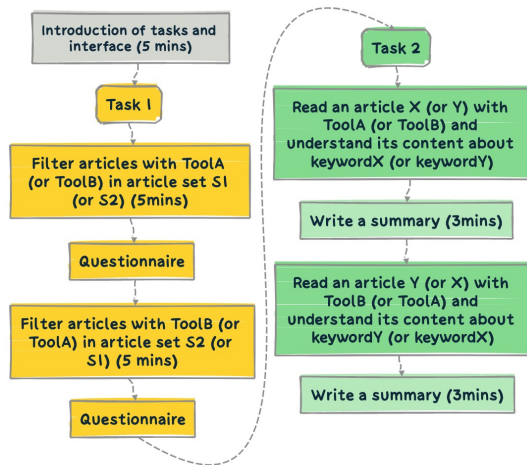 Introduction of tasks and
interface (5 mins)
Task 1
Filter articles with ToolA
(or ToolB) in article set S1
(or S2) (5mins)
Questionnaire
Filter articles with ToolB (or
ToolA) in article set S2 (or
S1) (5 mins)
Questionnaire
Task 2
Read an article X (or Y) with
ToolA (or ToolB) and
understand its content about
keywordX (or keywordY)
Write a summary (3mins)
Read an article Y (or X) with
ToolB (or ToolA) and
understand its content about
keywordY (or keywordX)
Write a summary (3mins)